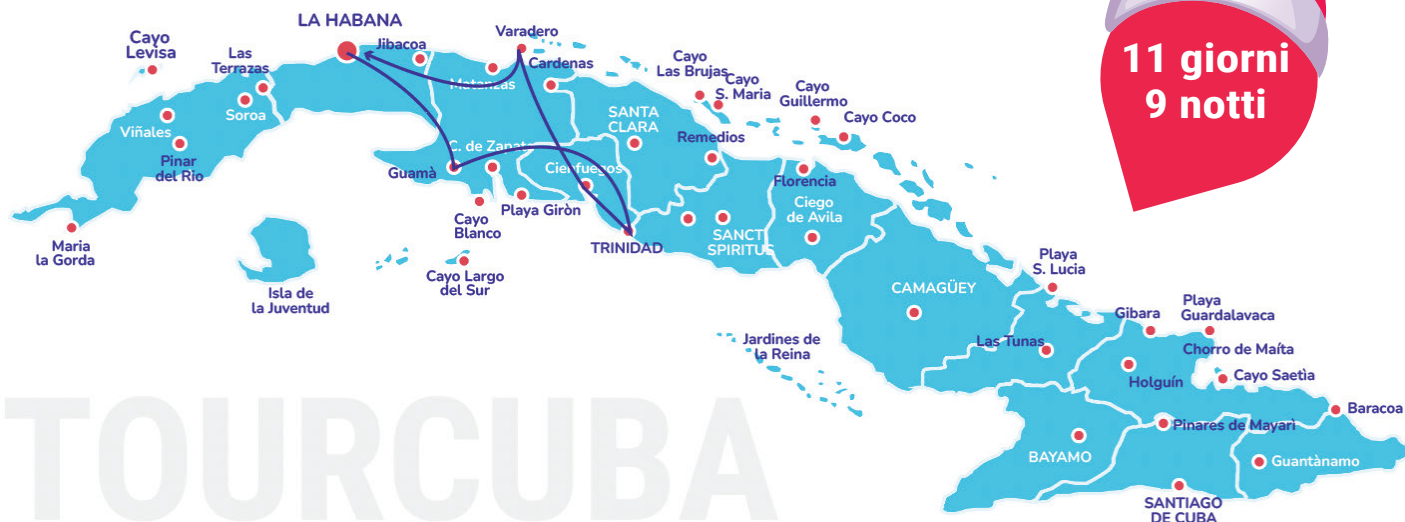 11 giorni
9 notti
LA HABANA
Cayo
Levisa
Las
Terrazas
Jibacoa
Varadero
Matanzas
Cardenas
Cayo
Las Brujas
Cayo
S. Maria
Cayo
Guillermo
Cayo Coco
Viñales
Soroa
Pinar
del Rio
Maria
la Gorda
Isla de
la Juventud
Guamà
C. de Zapata
Cienfuegos
SANTA
CLARA
Remedios
Florencia
Ciego
de Avila
Cayo
Blanco
Playa Giròn
Cayo Largo
del Sur
TRINIDAD
SANCTI
SPIRITUS
CAMAGÜEY
Jardines de
la Reina
Playa
S. Lucia
Las Tunas
Gibara
Playa
Guardalavaca
Chorro de Maíta
Cayo Saetìa
Holguín
Baracoa
Pinares de Mayarì
BAYAMO
Guantànamo
SANTIAGO
DE CUBA
TOURCUBA